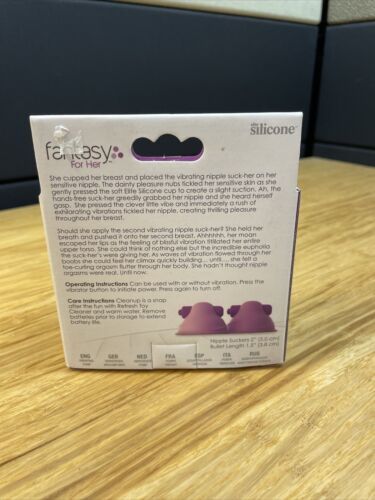 elite
silicone
fantasy
For Her
She cupped her breast and placed the vibrating nipple suck-her on her
sensitive nipple. The dainty pleasure nubs tickled her sensitive skin as she
gently pressed the soft Elite Silicone cup to create a slight suction. Ah, the
hands-free suck-her greedily grabbed her nipple and she heard herself
gasp. She pressed the clover little vibe and immediately a rush of
exhilarating vibrations tickled her nipple, creating thrilling pleasure
throughout her breast.
Should she apply the second vibrating nipple suck-her? She held her
breath and pushed it onto her second breast. Ahhhhhh, her moan
escaped her lips as the feeling of blissful vibration titillated her entire
upper torso. She could think of nothing else but the incredible euphoria
the suck-her's were giving her. As waves of vibration flowed through her
boobs she could feel her climax quickly building... until..... she felt a
toe-curling orgasm flutter through her body. She hadn't thought nipple
orgasms were real. Until now.
Operating Instructions Can be used with or without vibration. Press the
vibrator button to initiate power. Press again to turn off.
Care Instructions Cleanup is a snap
after the fun with Refresh Toy
Cleaner and warm water. Remove
batteries prior to storage to extend
battery life.
Nipple Suckers 2" (5.0 cm)
Bullet Length 1.5" (3.8 cm)
ENG GER NED FRA ESP ITA RUS